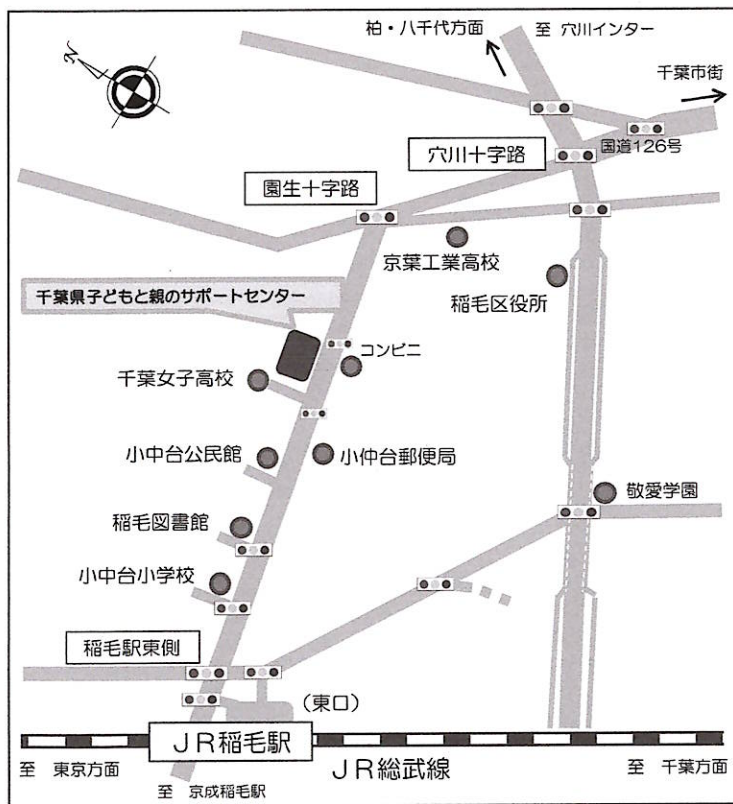 柏・八千代方面
至 穴川インター
千葉市街
N
国道126号
穴川十字路
園生十字路
京葉工業高校
稲毛区役所
千葉県子どもと親のサポートセンター
コンビニ
千葉女子高校
小中台公民館
小仲台郵便局
敬愛学園
稲毛図書館
小中台小学校
稲毛駅東側
(東口)
JR稲毛駅
至 東京方面
JR総武線
至 千葉方面
至 京成稲毛駅